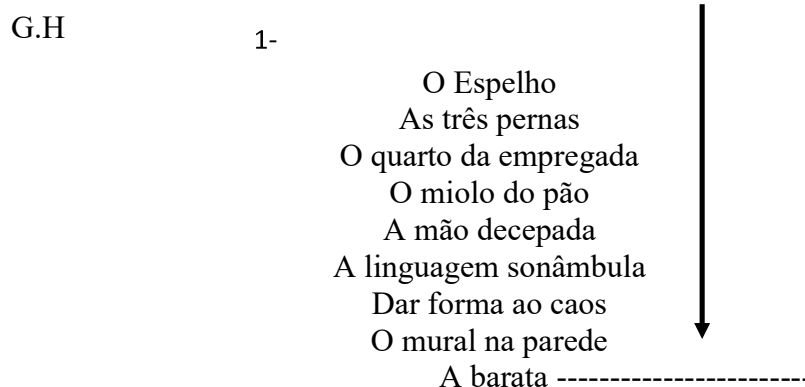 G.H
1-
O Espelho
As três pernas
O quarto da empregada
O miolo do pão
A mão decepada
A linguagem sonâmbula
Dar forma ao caos
O mural na parede
A barata -------------------------